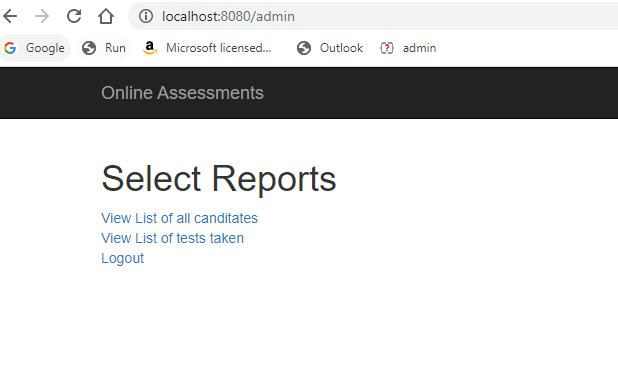 localhost:8080/admin
Google Run Microsoft licensed... Outlook admin
Online Assessments
Select Reports
View List of all canditates
View List of tests taken
Logout